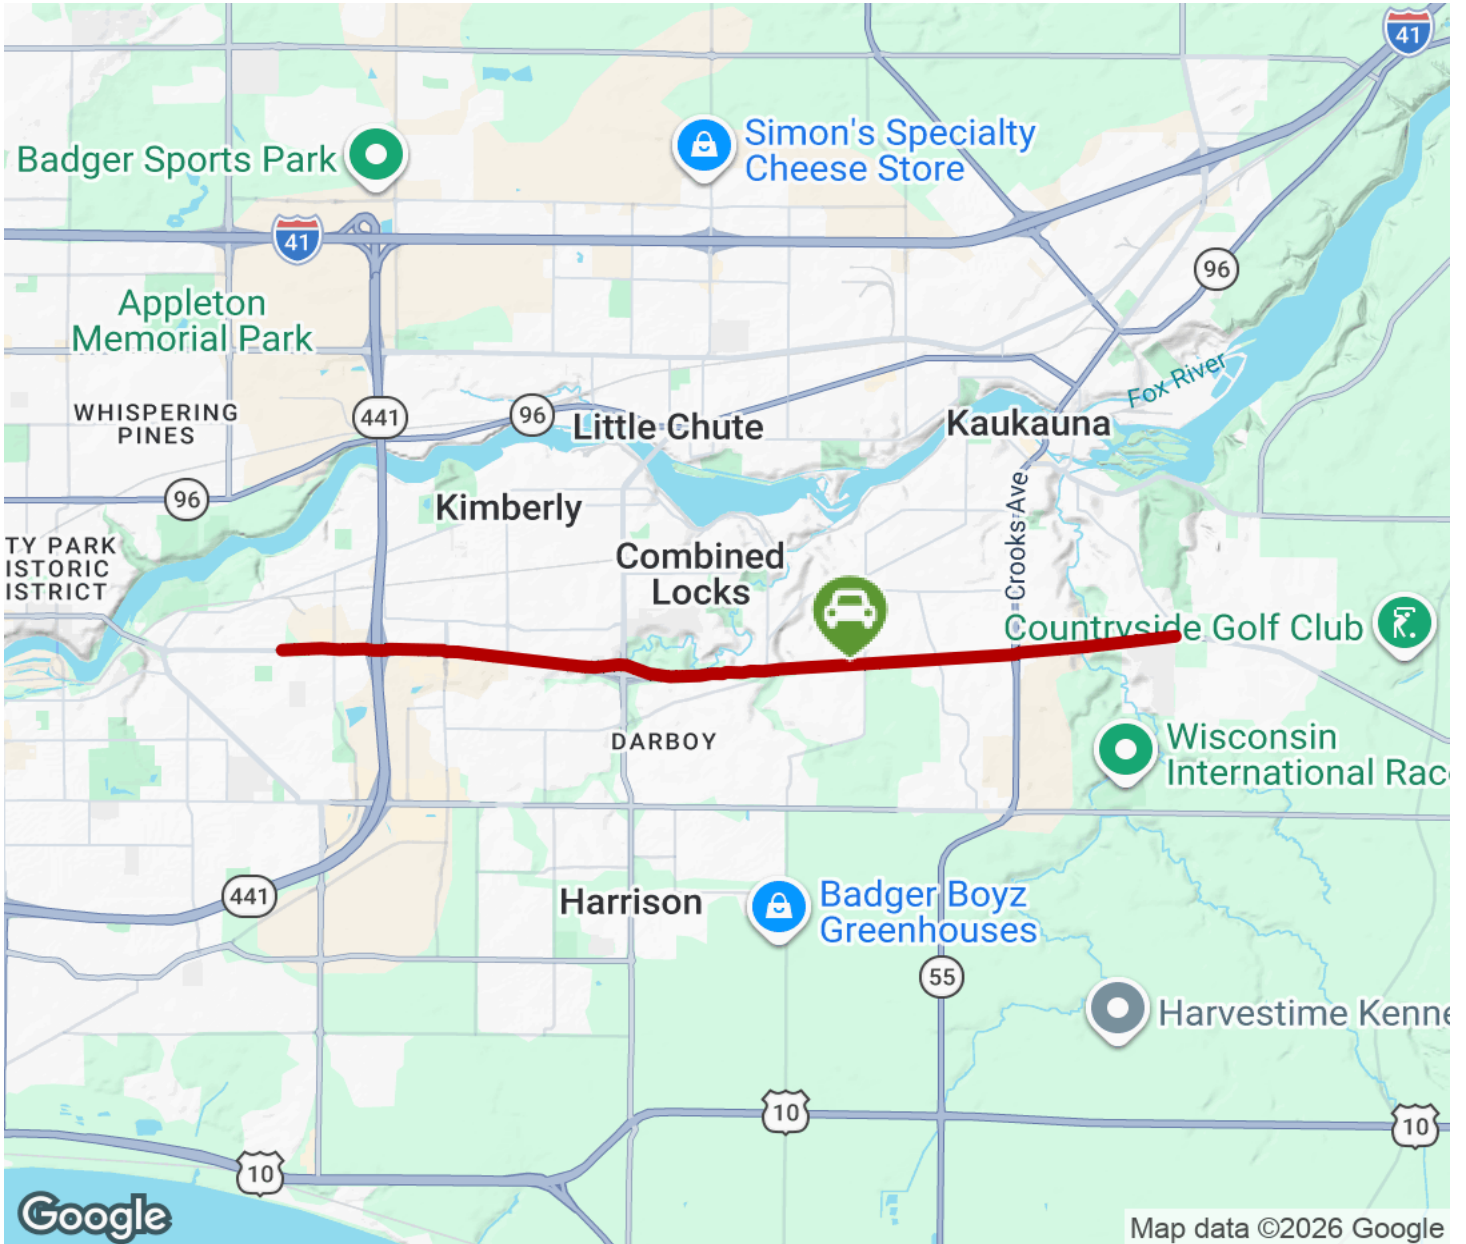 41
Simon's Specialty
Cheese Store
Badger Sports Park
41
96
Appleton
Memorial Park
Fox River
WHISPERING
PINES
441
96
Little Chute
Kaukauna
96
Kimberly
Crooks Ave
TY PARK
ISTORIC
ISTRICT
Combined
Locks
Countryside Golf Club
DARBOY
Wisconsin
International Rac
441
Harrison
Badger Boyz
Greenhouses
55
Harvestime Kenne
10
10
10
Google
Map data ©2026 Google